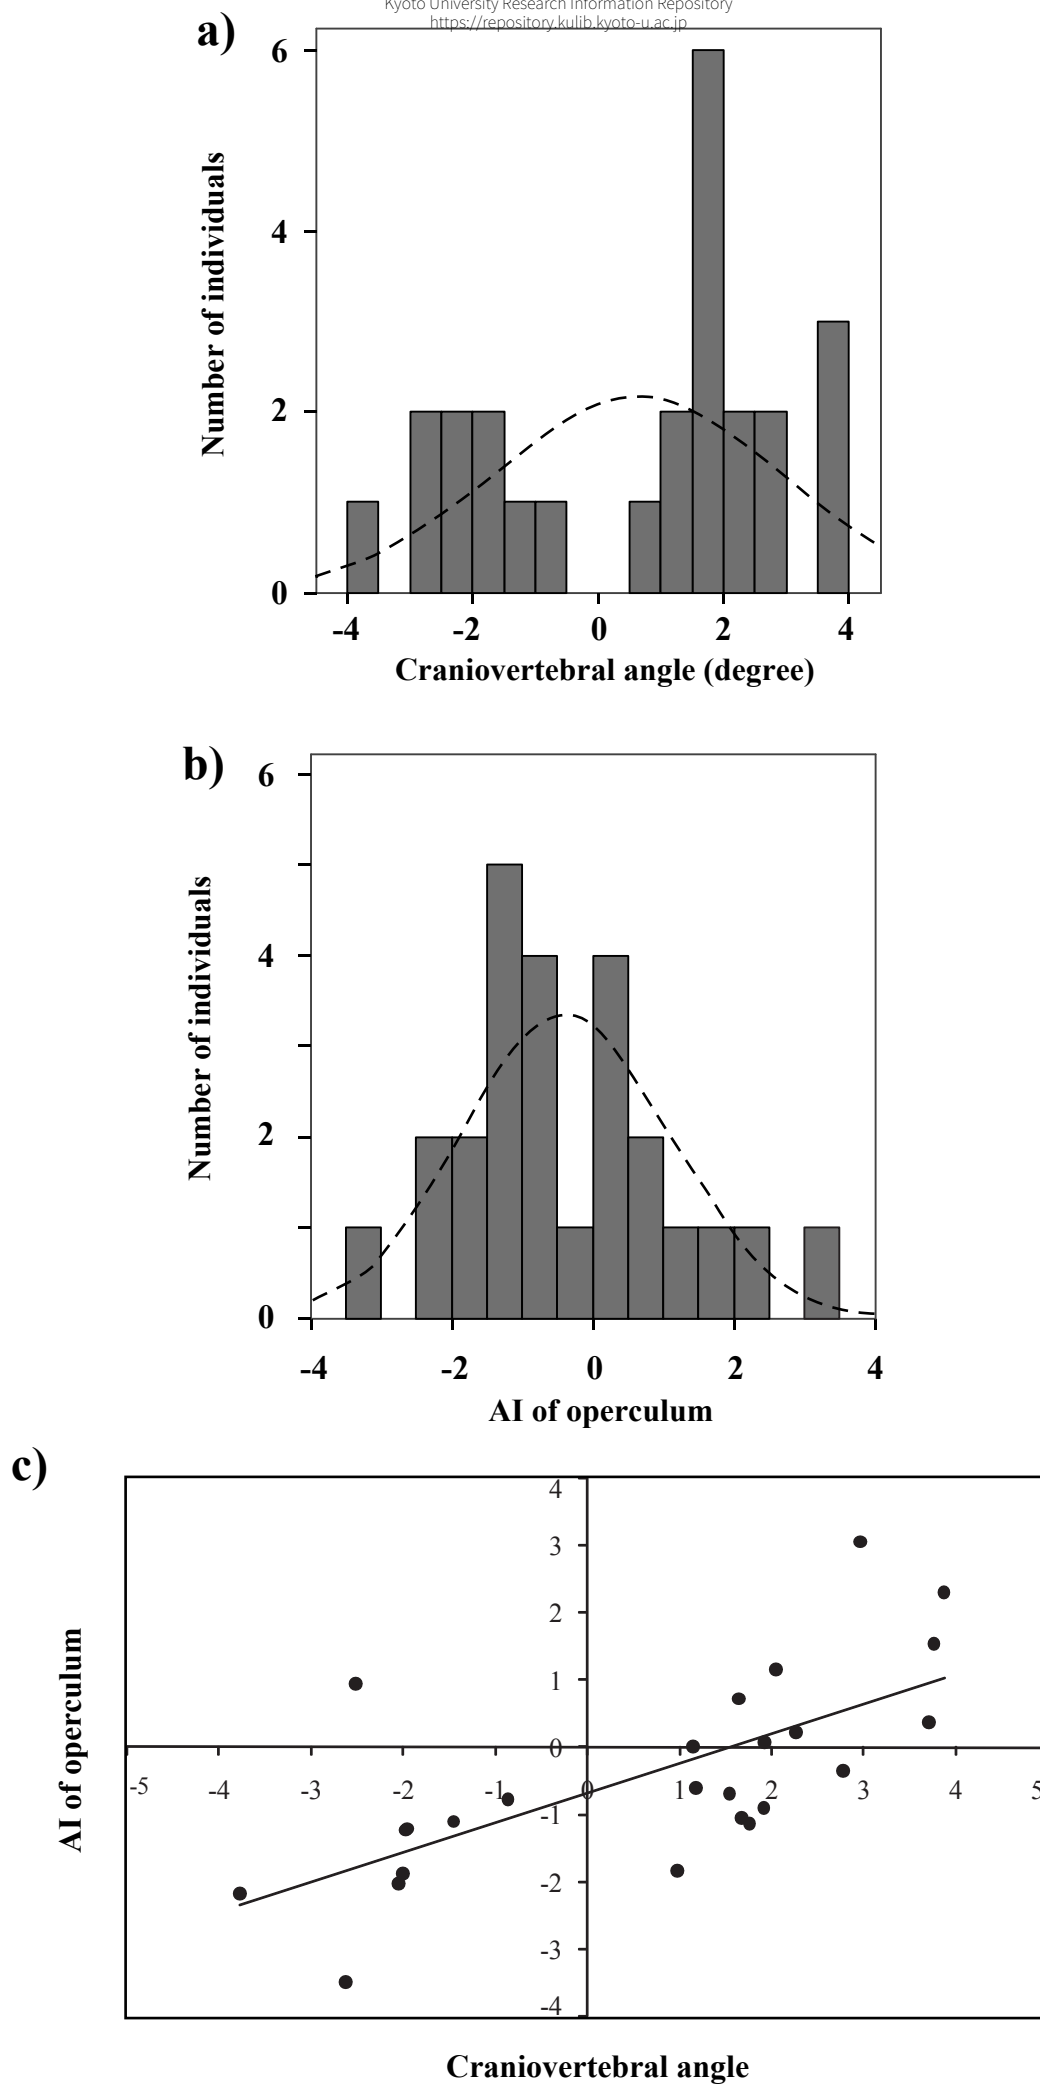 Kyoto University Research Information Repository
https://repository.kulib.kyoto-u.ac.jp
a)
6
4
2
0
Number of individuals
-4 -2 0 2 4
Craniovertebral angle (degree)
b)
6
4
2
0
Number of individuals
-4 -2 0 2 4
AI of operculum
c)
4
3
2
1
0
-5 -4 -3 -2 -1 0 1 2 3 4 5
-1
-2
-3
-4
AI of operculum
Craniovertebral angle